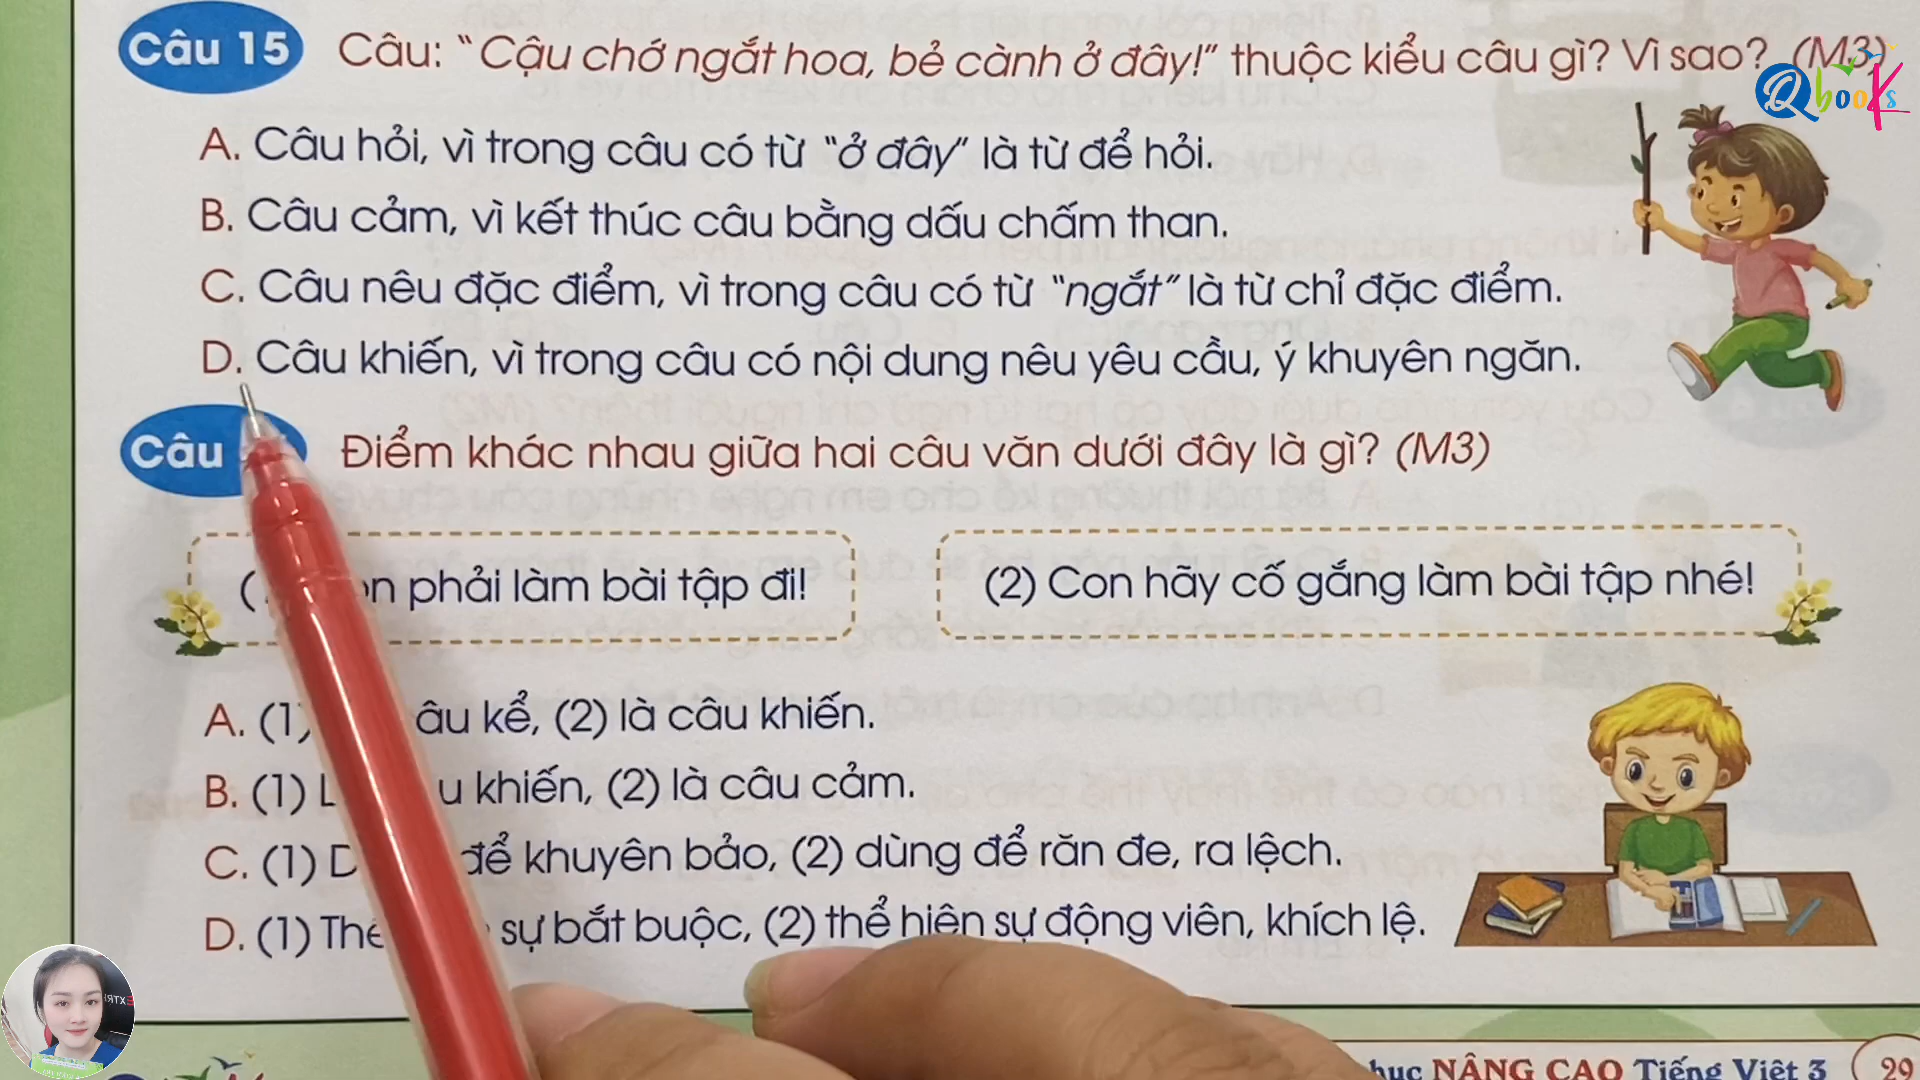 Câu 15 Câu: "Cậu chớ ngắt hoa, bẻ cành ở đây!" thuộc kiểu câu gì? Vì sao? (M3)
Qbooks
A. Câu hỏi, vì trong câu có từ "ở đây" là từ để hỏi.
B. Câu cảm, vì kết thúc câu bằng dấu chấm than.
C. Câu nêu đặc điểm, vì trong câu có từ "ngắt" là từ chỉ đặc điểm.
D. Câu khiến, vì trong câu có nội dung nêu yêu cầu, ý khuyên ngăn.
Câu Điểm khác nhau giữa hai câu văn dưới đây là gì? (M3)
phải làm bài tập đi!
(2) Con hãy cố gắng làm bài tập nhé!
A. (1) kể, (2) là câu khiến.
B. (1) khiến, (2) là câu cảm.
C. (1) để khuyên bảo, (2) dùng để răn đe, ra lệch.
D. (1) sự bắt buộc, (2) thể hiện sự động viên, khích lệ.
NÂNG CAO Tiếng Việt 3 29